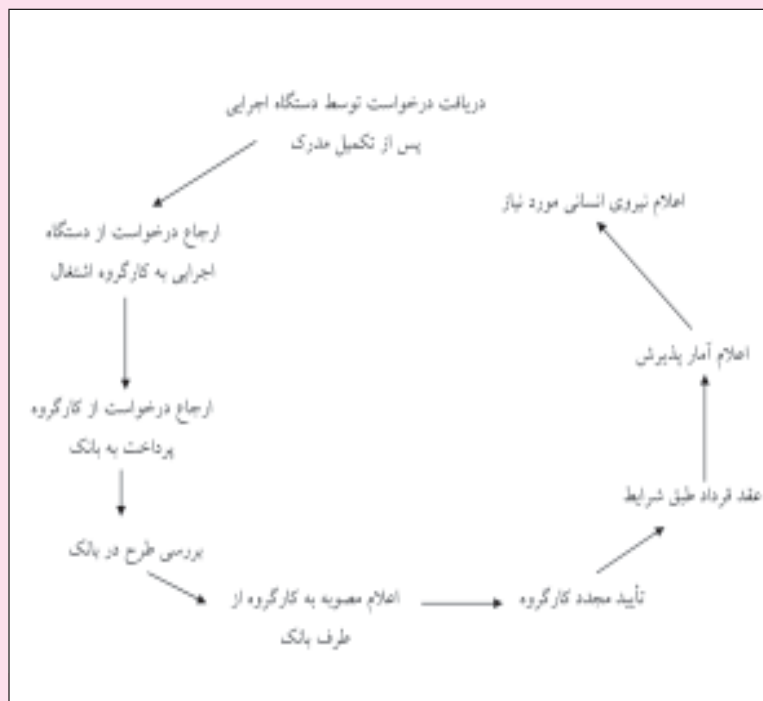 دریافت درخواست توسط دستگاه اجرایی
پس از تکمیل مدرک
ارجاع درخواست از دستگاه
اجرایی به کارگروه اشتغال
ارجاع درخواست از کارگروه
پرداخت به بانک
بررسی طرح در بانک
اعلام مصوبه به کارگروه از
طرف بانک
تأیید مجدد کارگروه
عقد قرداد طبق شرایط
اعلام آمار پذیرش
اعلام نیروی انسانی مورد نیاز